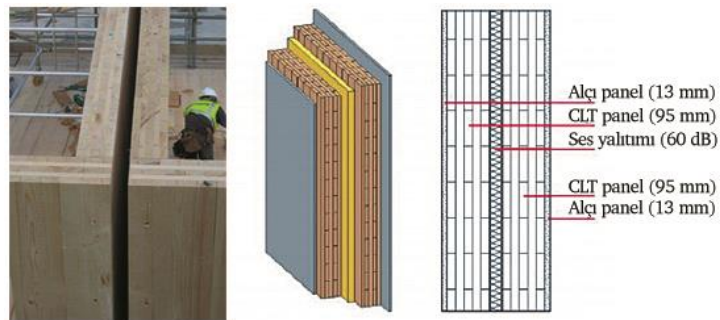 Alçı panel (13 mm)
CLT panel (95 mm)
Ses yalıtımı (60 dB)
CLT panel (95 mm)
Alçı panel (13 mm)